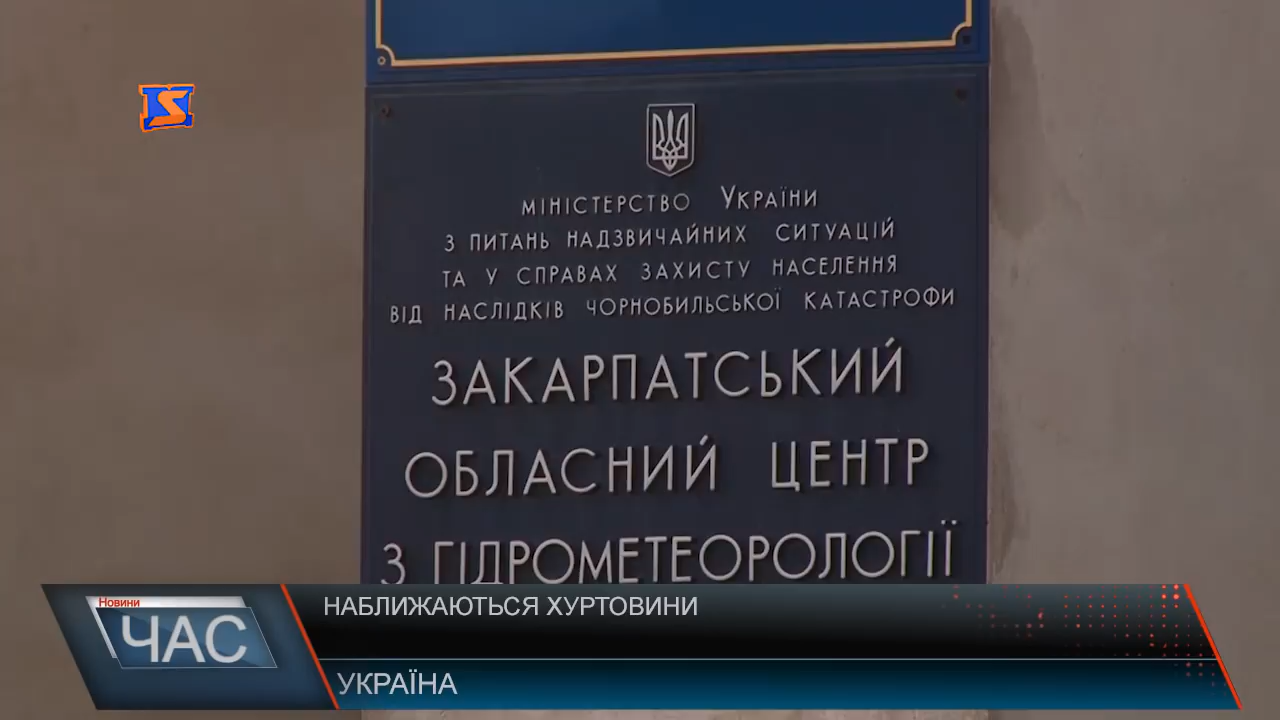 МІНІСТЕРСТВО УКРАЇНИ
З ПИТАНЬ НАДЗВИЧАЙНИХ СИТУАЦІЙ
ТА У СПРАВАХ ЗАХИСТУ НАСЕЛЕННЯ
ВІД НАСЛІДКІВ ЧОРНОБИЛЬСЬКОЇ КАТАСТРОФИ
ЗАКАРПАТСЬКИЙ
ОБЛАСНИЙ ЦЕНТР
З ГІДРОМЕТЕОРОЛОГІЇ
Новини
ЧАС
НАБЛИЖАЮТЬСЯ ХУРТОВИНИ
УКРАЇНА